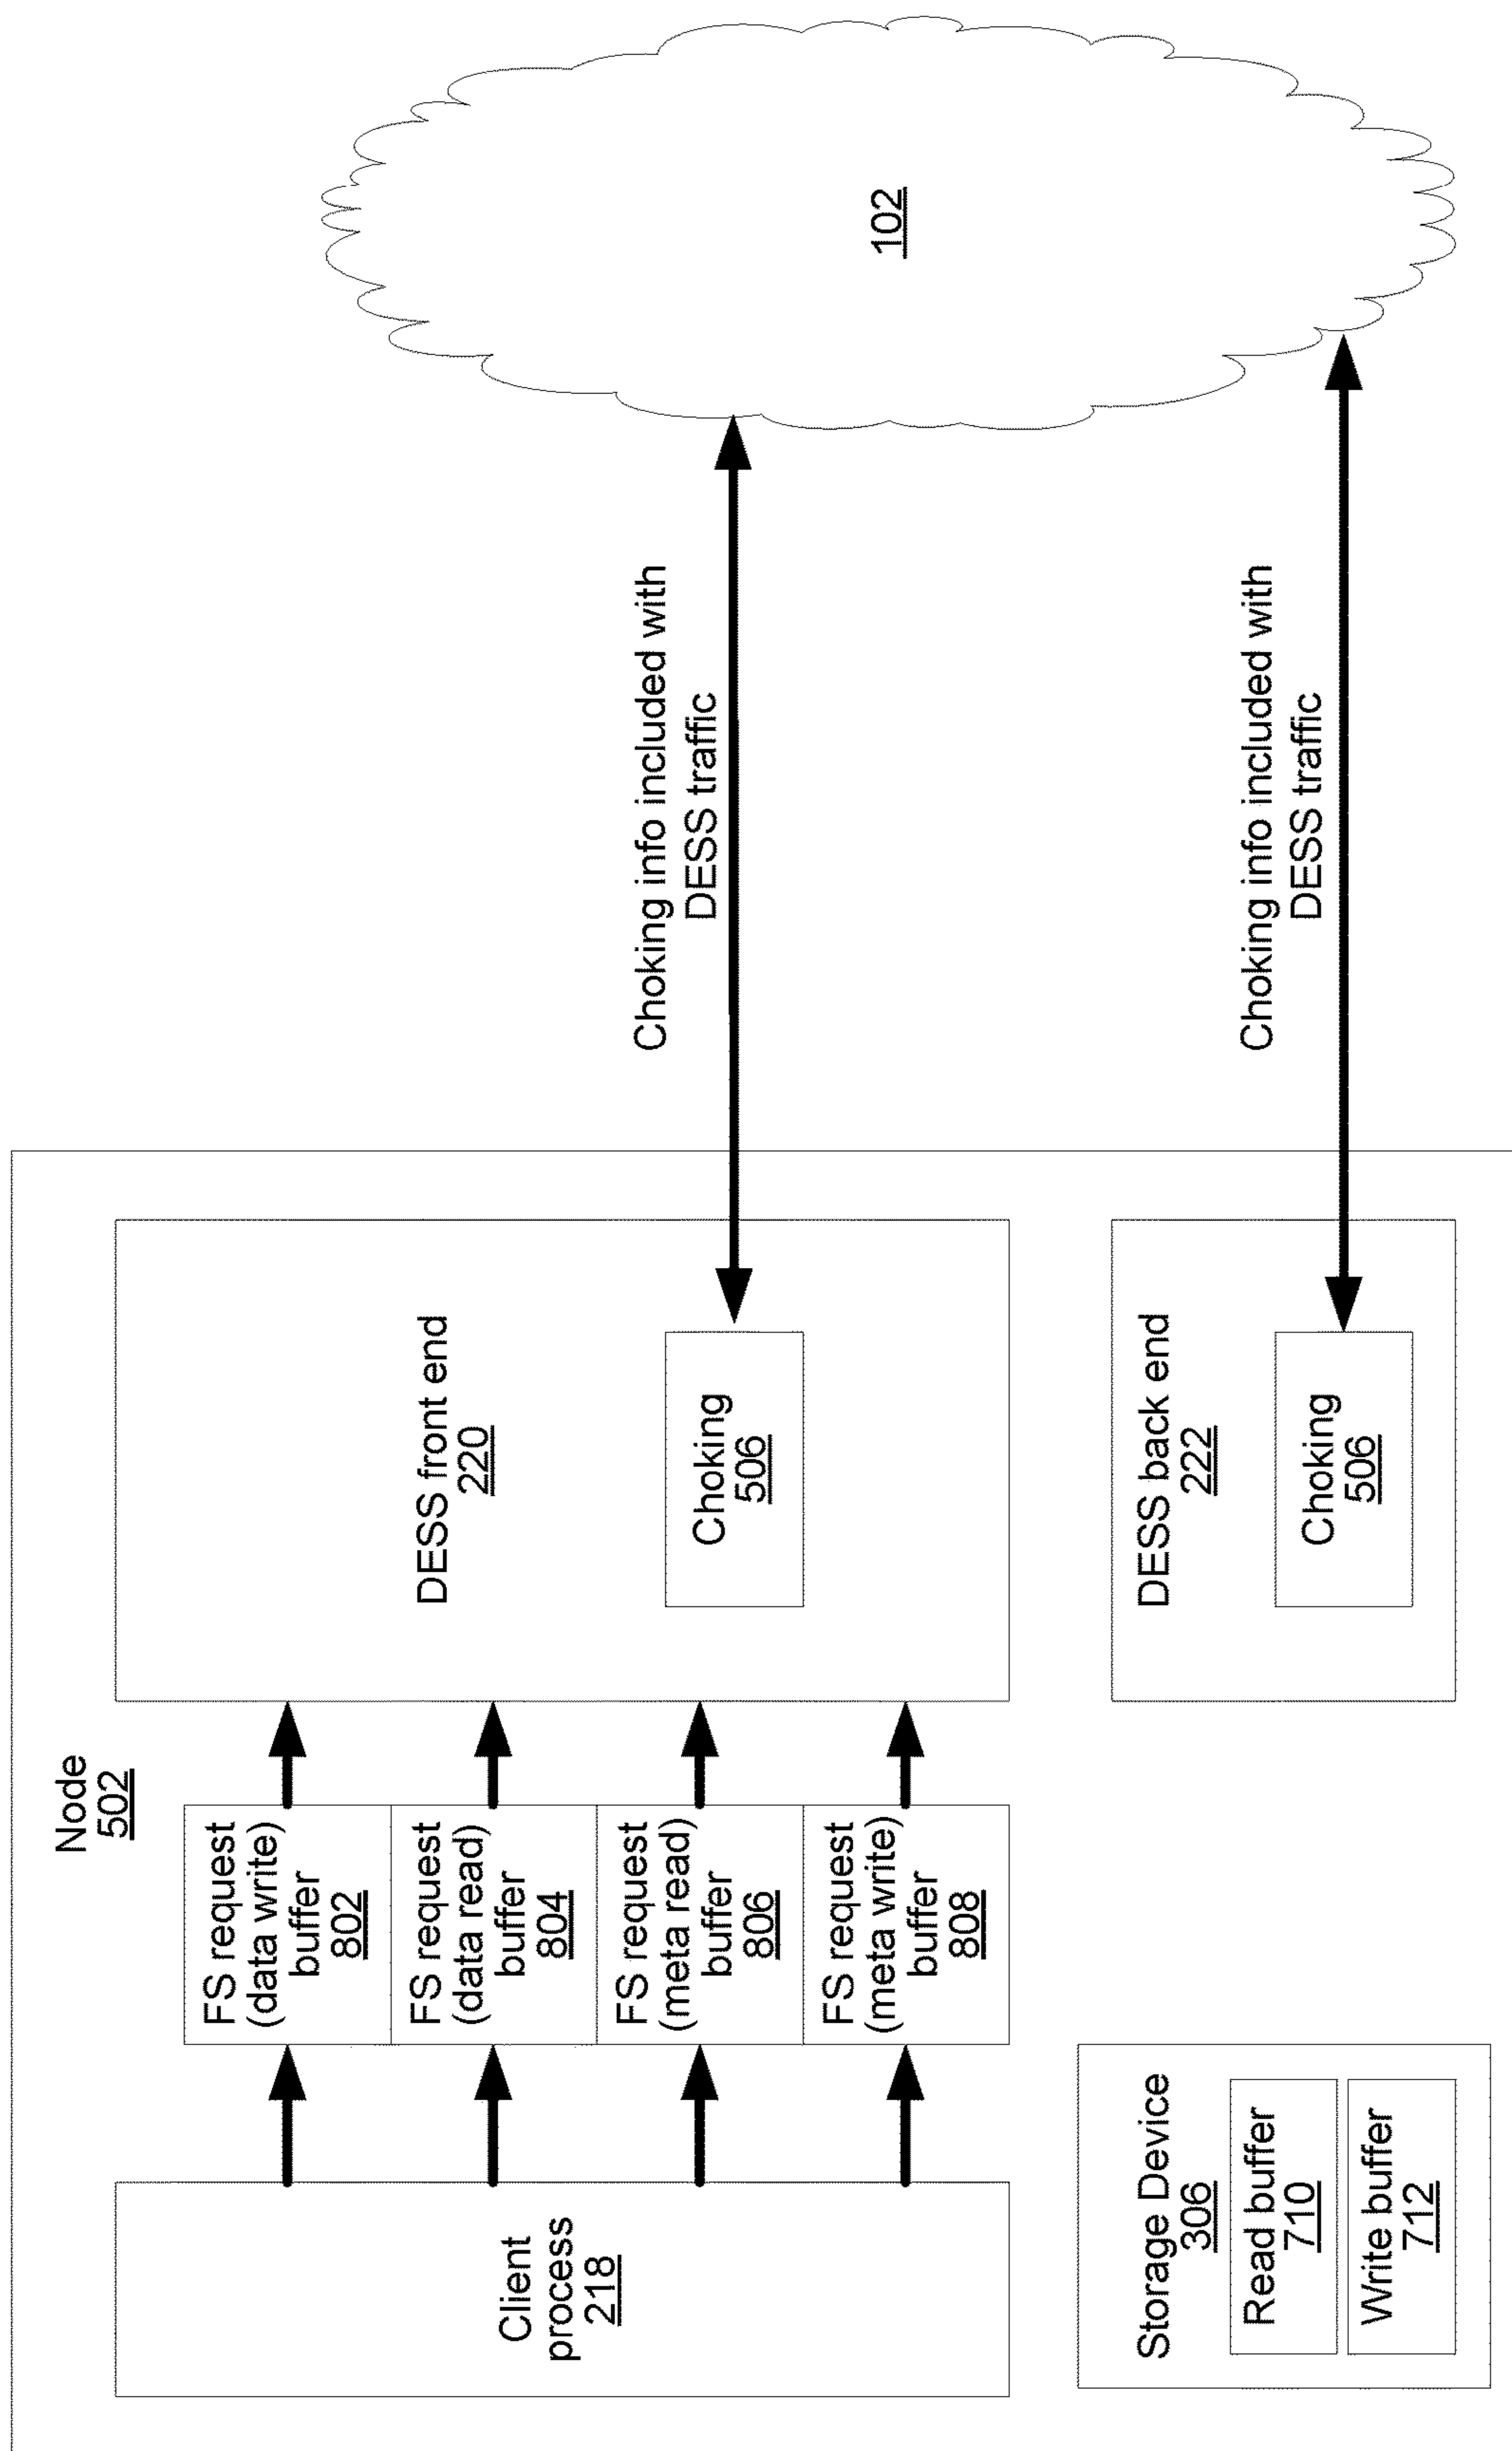 Node
502
Client
process
218
FS request
(data write)
buffer
802
FS request
(data read)
buffer
804
FS request
(meta read)
buffer
806
FS request
(meta write)
buffer
808
DESS front end
220
Choking
506
Choking info included with
DESS traffic
102
Storage Device
306
Read buffer
710
Write buffer
712
DESS back end
222
Choking
506
Choking info included with
DESS traffic